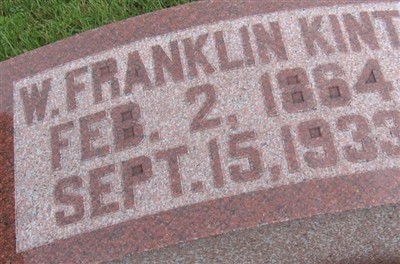 W. FRANKLIN KINT
FEB. 2, 1864
SEPT. 15, 1933